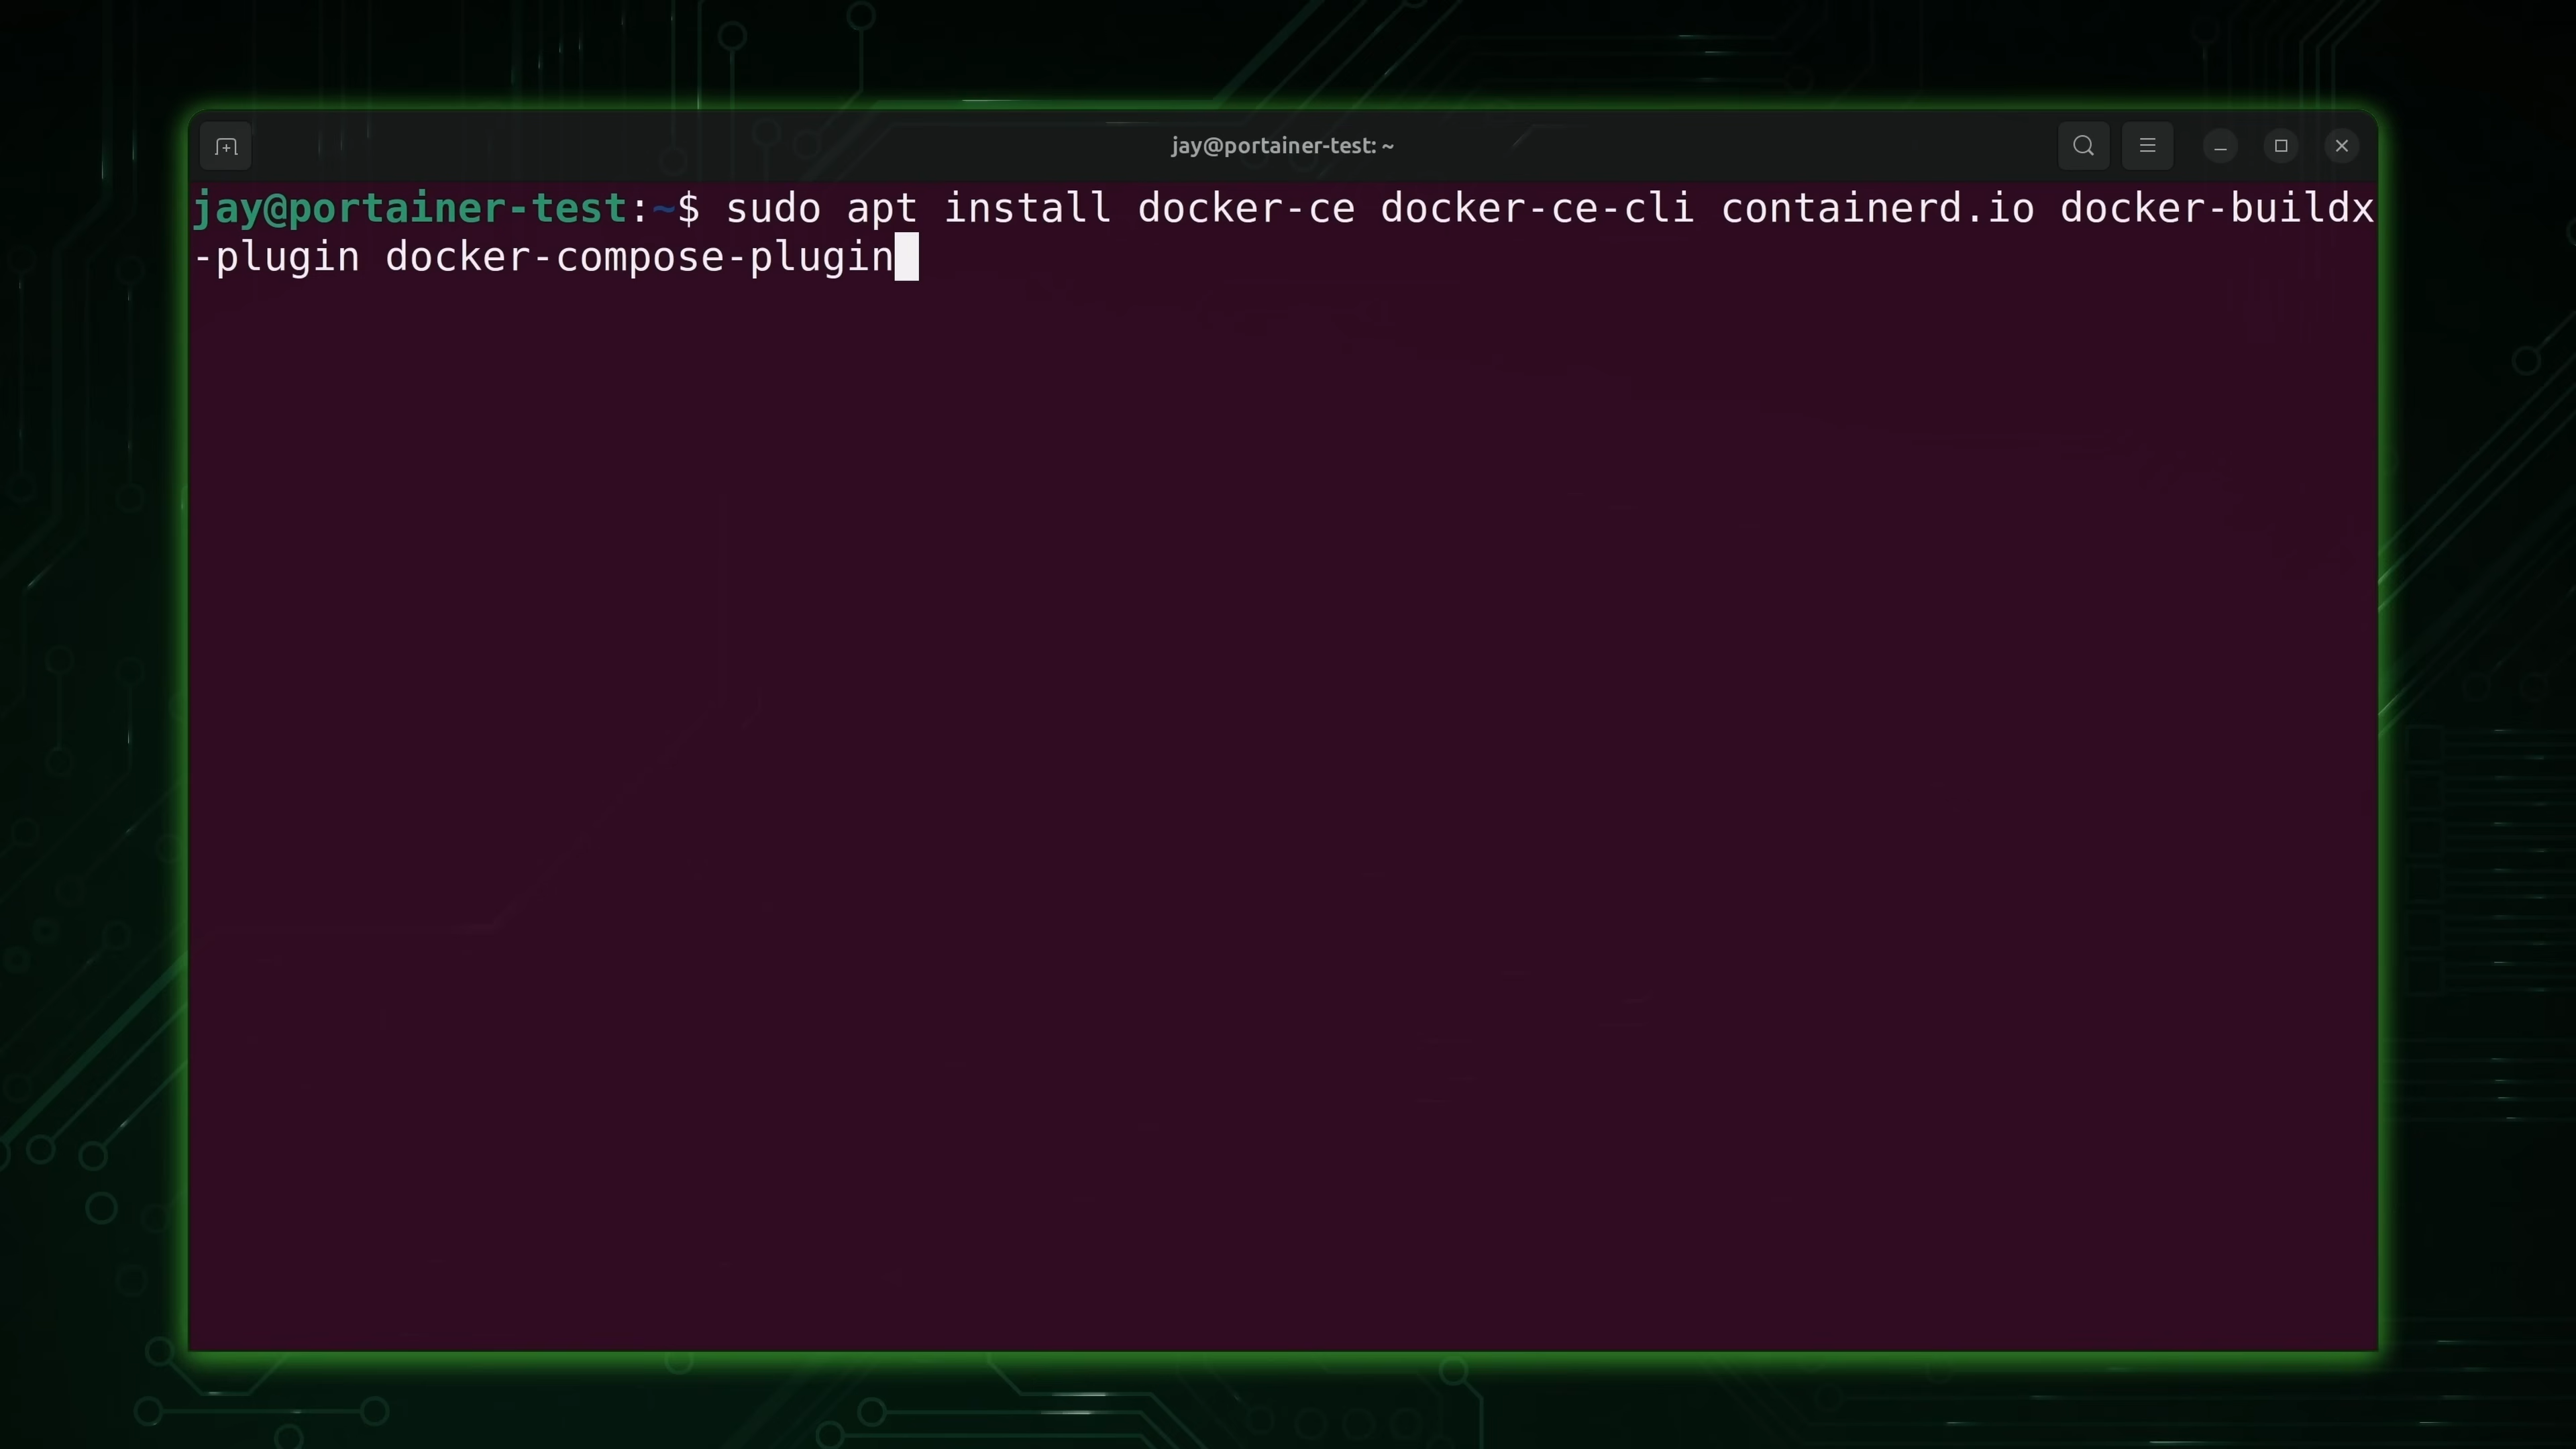 jay@portainer-test: ~
jay@portainer-test:~$ sudo apt install docker-ce docker-ce-cli containerd.io docker-buildx
-plugin docker-compose-plugin